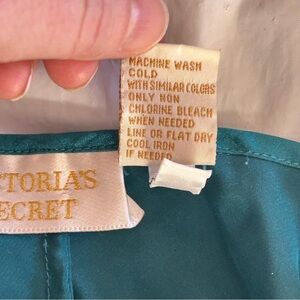 MACHINE WASH
COLD
WITH SIMILAR COLORS
ONLY NON
CHLORINE BLEACH
WHEN NEEDED
LINE OR FLAT DRY
COOL IRON
IF NEEDED
CTORIA'S
ECRET